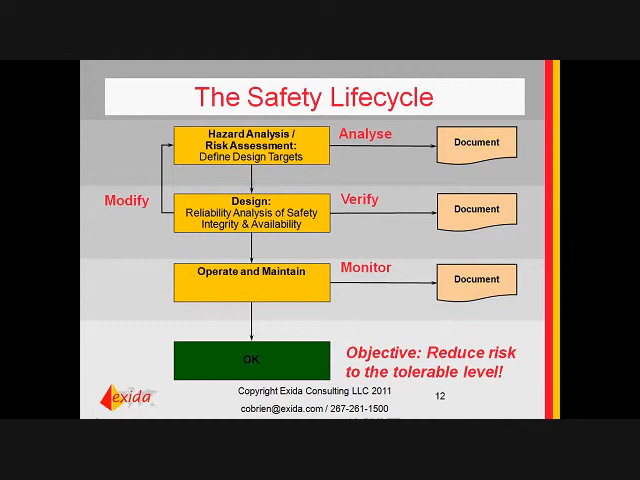 The Safety Lifecycle
Hazard Analysis /
Risk Assessment:
Define Design Targets
Analyse
Document
Modify
Design:
Reliability Analysis of Safety
Integrity & Availability
Verify
Document
Operate and Maintain
Monitor
Document
OK
Objective: Reduce risk
to the tolerable level!
exida
Copyright Exida Consulting LLC 2011
cobrien@exida.com / 267-261-1500
12